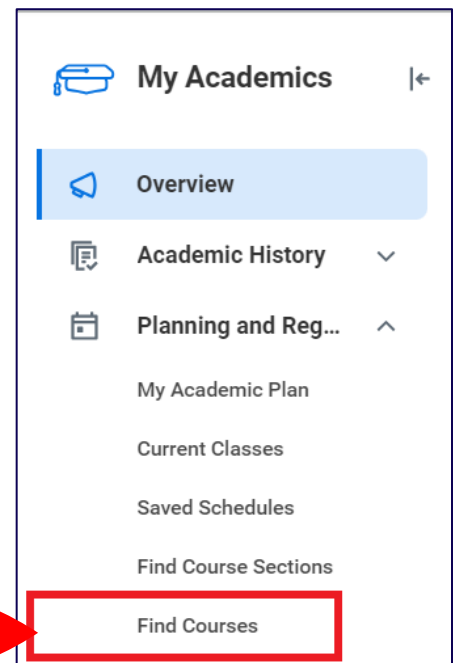 My Academics
Overview
Academic History
Planning and Reg...
My Academic Plan
Current Classes
Saved Schedules
Find Course Sections
Find Courses